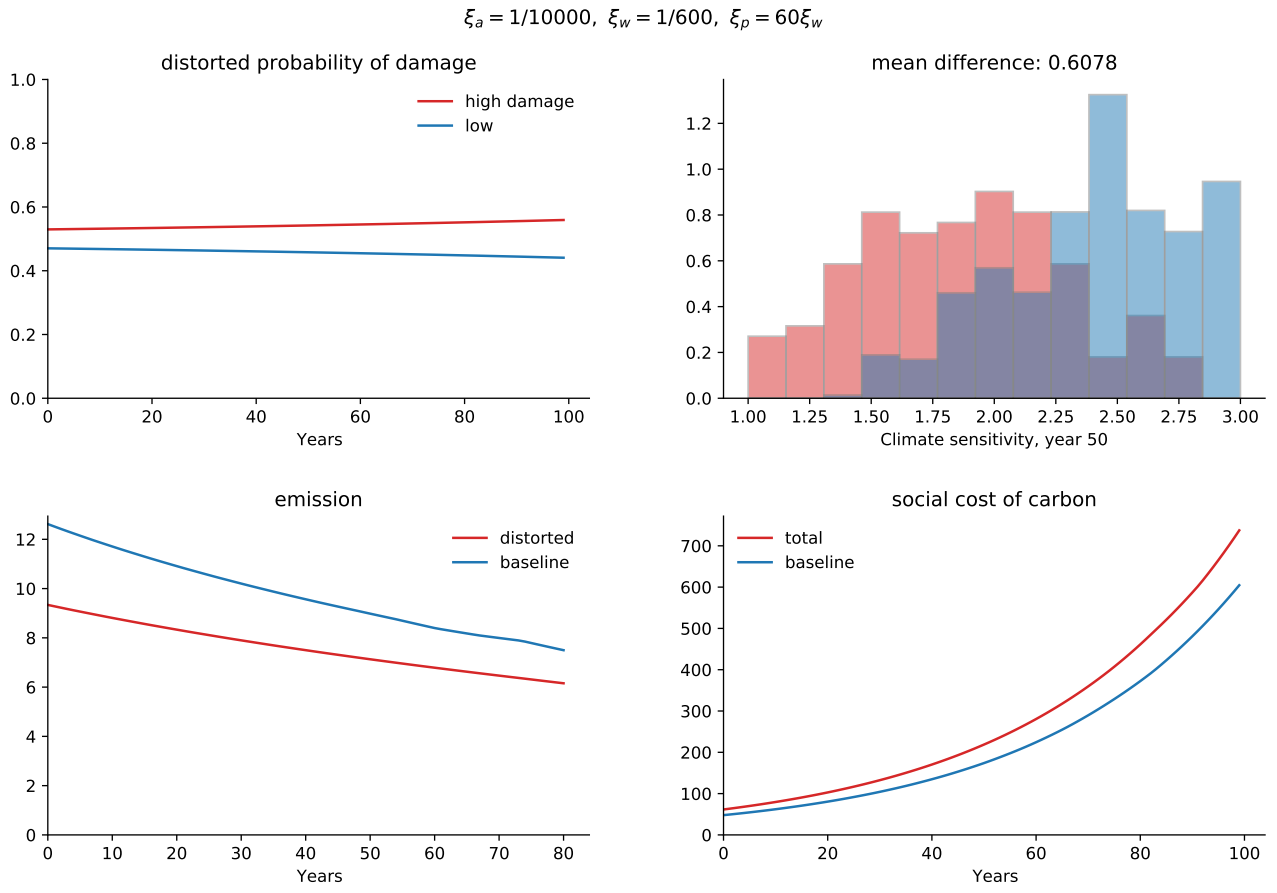 ξₐ = 1/10000, ξ_w = 1/600, ξ_p = 60ξ_w
distorted probability of damage
1.0
0.8
0.6
0.4
0.2
0.0
high damage
low
0 20 40 60 80 100
Years
mean difference: 0.6078
1.2
1.0
0.8
0.6
0.4
0.2
0.0
1.00 1.25 1.50 1.75 2.00 2.25 2.50 2.75 3.00
Climate sensitivity, year 50
emission
12
10
8
6
4
2
0
distorted
baseline
0 10 20 30 40 50 60 70 80
Years
social cost of carbon
total
baseline
700
600
500
400
300
200
100
0
0 20 40 60 80 100
Years